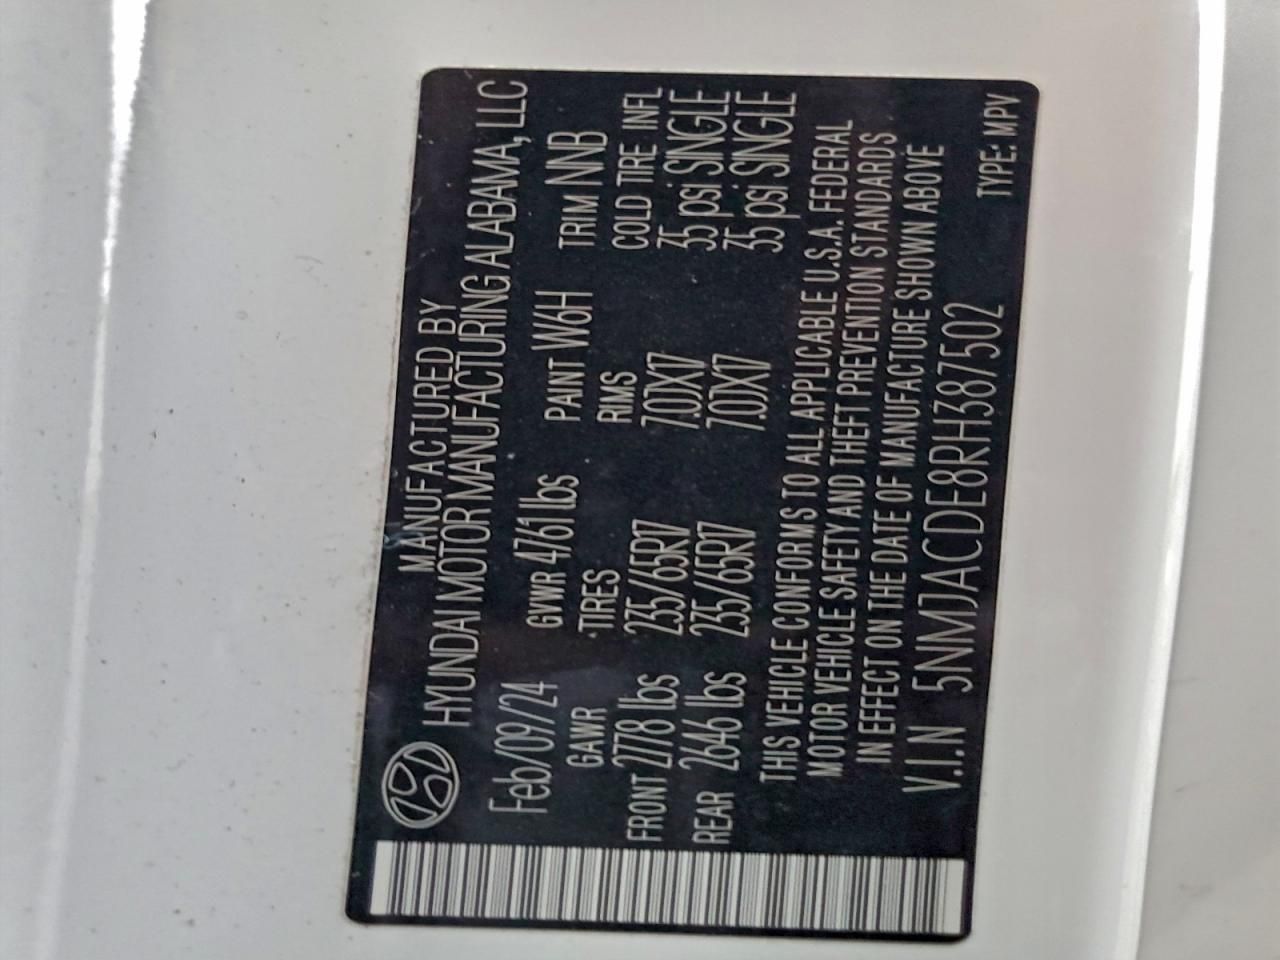 MANUFACTURED BY
HYUNDAI MOTOR MANUFACTURING ALABAMA, LLC
Feb/09/24 GVWR 4761 lbs PAINT W6H TRIM NNB
GAWR TIRES RIMS COLD TIRE INFL
FRONT 2778 lbs 235/65R17 7.0JX17 35 psi SINGLE
REAR 2646 lbs 235/65R17 7.0JX17 35 psi SINGLE
THIS VEHICLE CONFORMS TO ALL APPLICABLE U.S.A. FEDERAL
MOTOR VEHICLE SAFETY AND THEFT PREVENTION STANDARDS
IN EFFECT ON THE DATE OF MANUFACTURE SHOWN ABOVE
V.I.N 5NMJACDE8RH387502 TYPE: MPV